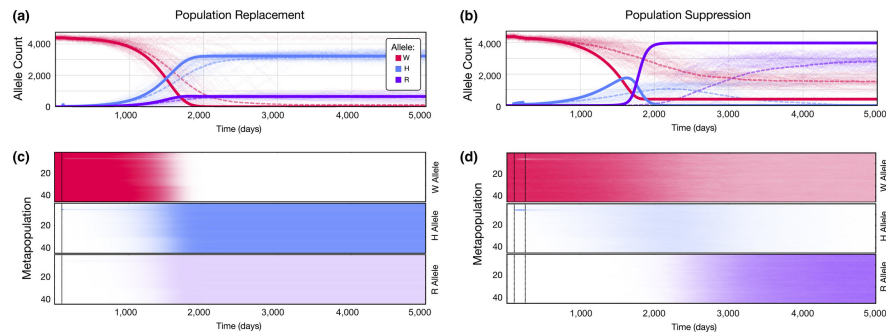 (a) Population Replacement
Allele Count
4,000
2,000
0
Allele:
W
H
R
1,000 2,000 3,000 4,000 5,000
Time (days)
(b) Population Suppression
Allele Count
4,000
2,000
0
1,000 2,000 3,000 4,000 5,000
Time (days)
(c)
Metapopulation
20
40
W Allele
20
40
H Allele
20
40
R Allele
1,000 2,000 3,000 4,000 5,000
Time (days)
(d)
Metapopulation
20
40
W Allele
20
40
H Allele
20
40
R Allele
1,000 2,000 3,000 4,000 5,000
Time (days)